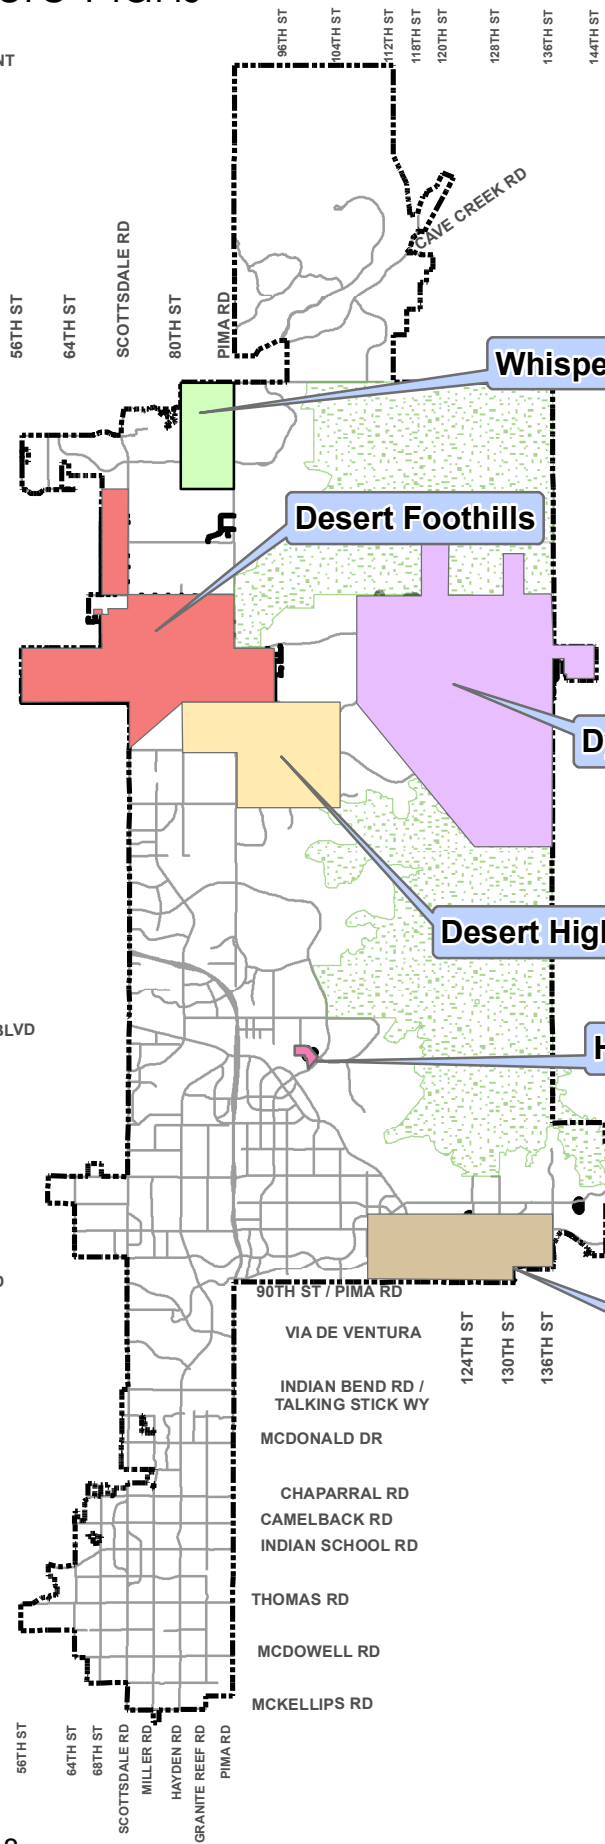 96TH ST
104TH ST
112TH ST
118TH ST
120TH ST
128TH ST
136TH ST
144TH ST
NT
CAVE CREEK RD
56TH ST
64TH ST
SCOTTSDALE RD
80TH ST
PIMA RD
Whispe
Desert Foothills
D
Desert High
BLVD
H
90TH ST / PIMA RD
VIA DE VENTURA
124TH ST
130TH ST
136TH ST
INDIAN BEND RD /
TALKING STICK WY
MCDONALD DR
CHAPARRAL RD
CAMELBACK RD
INDIAN SCHOOL RD
THOMAS RD
MCDOWELL RD
MCKELLIPS RD
56TH ST
64TH ST
68TH ST
SCOTTSDALE RD
MILLER RD
HAYDEN RD
GRANITE REEF RD
PIMA RD